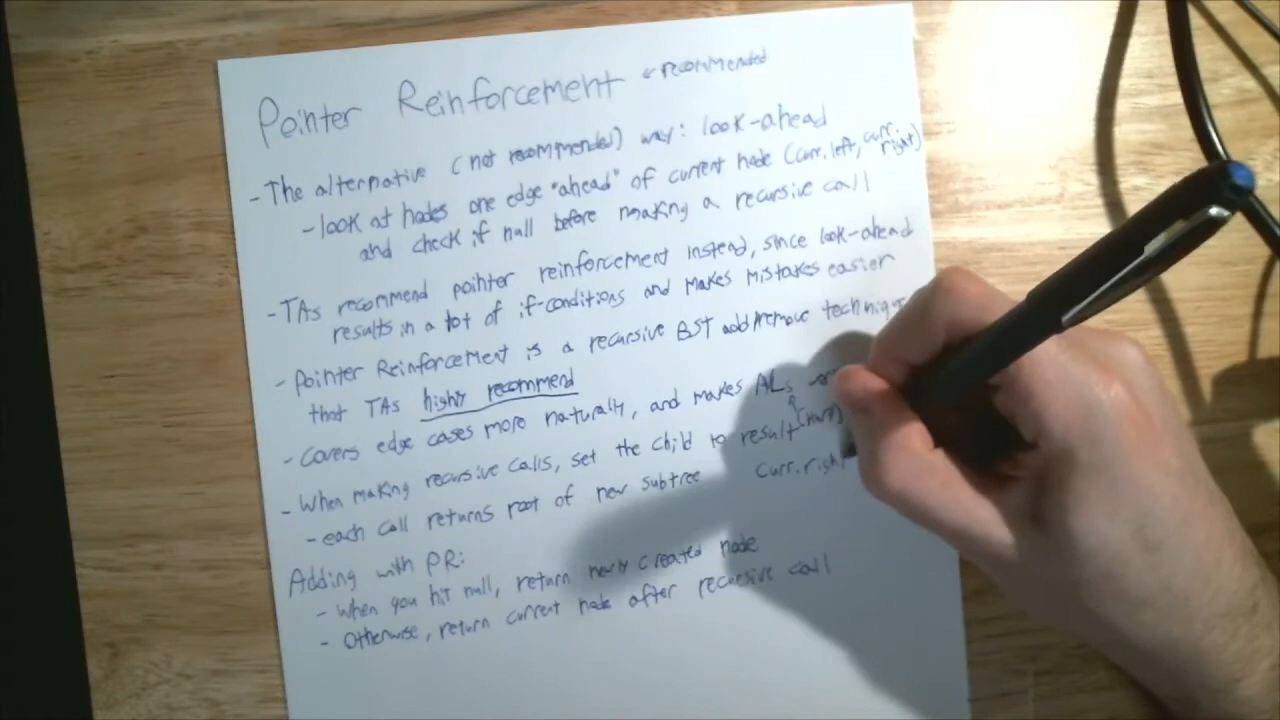 Pointer Reinforcement ← recommended
- The alternative (not recommended) way: look-ahead
- look at nodes one edge "ahead" of current node (curr.left, curr.right)
and check if null before making a recursive call
- TAs recommend pointer reinforcement instead, since look-ahead
results in a lot of if-conditions and makes mistakes easier
- Pointer Reinforcement is a recursive BST add/remove
that TAs highly recommend
- Covers edge cases more naturally, and makes
- When making recursive calls, set the child to result
- each call returns root of new subtree
Adding with PR:
- When you hit null, return newly created node
- Otherwise, return current node after recursive call